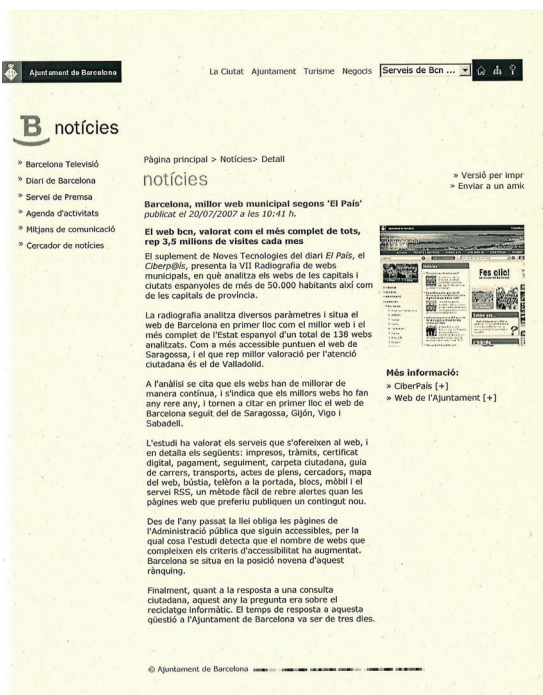 Ajuntament de Barcelona
La Ciutat Ajuntament Turisme Negocis Serveis de Bcn ...
B notícies
» Barcelona Televisió
» Diari de Barcelona
» Servei de Premsa
» Agenda d'activitats
» Mitjans de comunicació
» Cercador de notícies
Pàgina principal > Notícies> Detall
notícies
» Versió per impr
» Enviar a un amic
Barcelona, millor web municipal segons 'El País'
publicat el 20/07/2007 a les 10:41 h.
El web bcn, valorat com el més complet de tots,
rep 3,5 milions de visites cada mes
El suplement de Noves Tecnologies del diari El País, el
Ciberp@ís, presenta la VII Radiografia de webs
municipals, en què analitza els webs de les capitals i
ciutats espanyoles de més de 50.000 habitants així com
de les capitals de província.
La radiografia analitza diversos paràmetres i situa el
web de Barcelona en primer lloc com el millor web i el
més complet de l'Estat espanyol d'un total de 138 webs
analitzats. Com a més accessible puntuen el web de
Saragossa, i el que rep millor valoració per l'atenció
ciutadana és el de Valladolid.
A l'anàlisi se cita que els webs han de millorar de
manera contínua, i s'indica que els millors webs ho fan
any rere any, i tornen a citar en primer lloc el web de
Barcelona seguit del de Saragossa, Gijón, Vigo i
Sabadell.
L'estudi ha valorat els serveis que s'ofereixen al web, i
en detalla els següents: impresos, tràmits, certificat
digital, pagament, seguiment, carpeta ciutadana, guia
de carrers, transports, actes de plens, cercadors, mapa
del web, bústia, telèfon a la portada, blocs, mòbil i el
servei RSS, un mètode fàcil de rebre alertes quan les
pàgines web que preferiu publiquen un contingut nou.
Des de l'any passat la llei obliga les pàgines de
l'Administració pública que siguin accessibles, per la
qual cosa l'estudi detecta que el nombre de webs que
compleixen els criteris d'accessibilitat ha augmentat.
Barcelona se situa en la posició novena d'aquest
rànquing.
Finalment, quant a la resposta a una consulta
ciutadana, aquest any la pregunta era sobre el
reciclatge informàtic. El temps de resposta a aquesta
qüestió a l'Ajuntament de Barcelona va ser de tres dies.
Fes clic!
Més informació:
» CiberPaís [+]
» Web de l'Ajuntament [+]
© Ajuntament de Barcelona